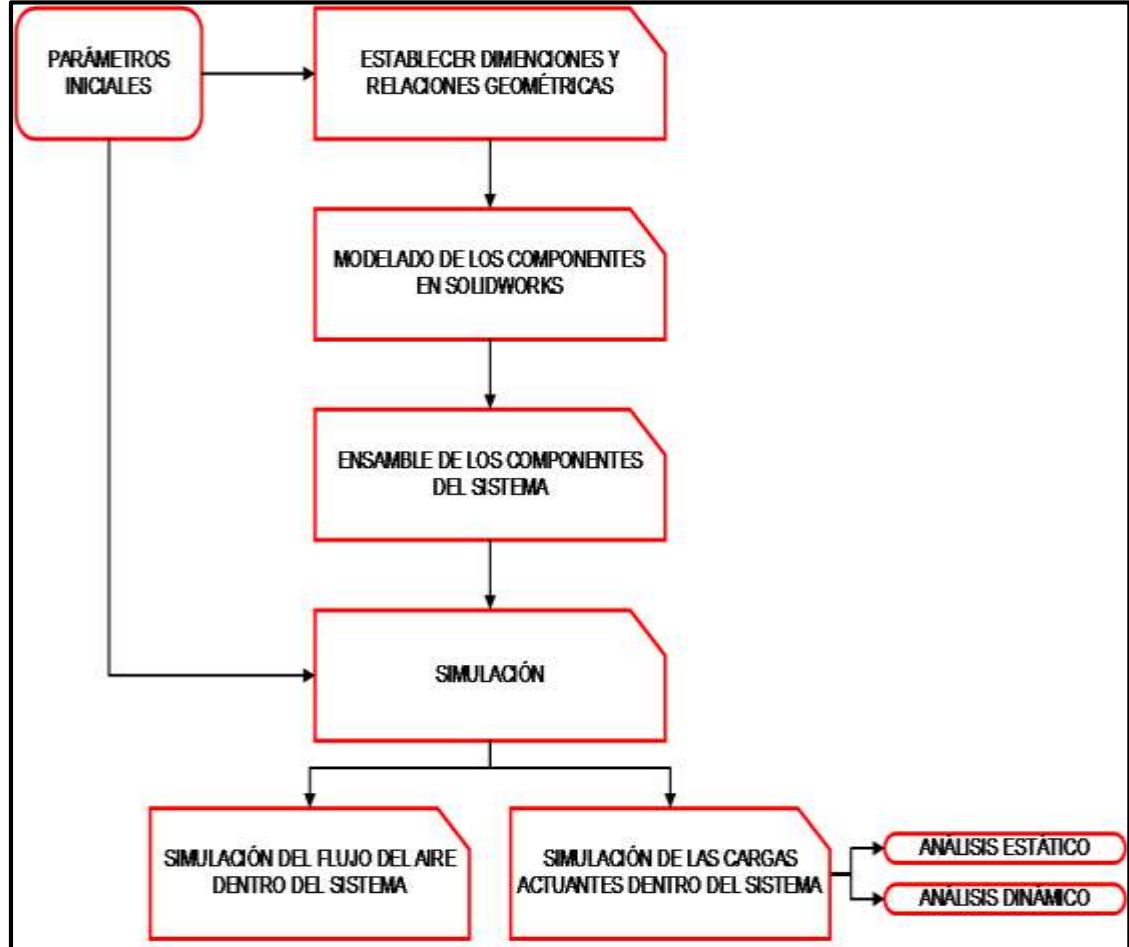 PARÁMETROS
INICIALES
ESTABLECER DIMENCIONES Y
RELACIONES GEOMÉTRICAS
MODELADO DE LOS COMPONENTES
EN SOLIDWORKS
ENSAMBLE DE LOS COMPONENTES
DEL SISTEMA
SIMULACIÓN
SIMULACIÓN DEL FLUJO DEL AIRE
DENTRO DEL SISTEMA
SIMULACIÓN DE LAS CARGAS
ACTUANTES DENTRO DEL SISTEMA
ANÁLISIS ESTÁTICO
ANÁLISIS DINÁMICO